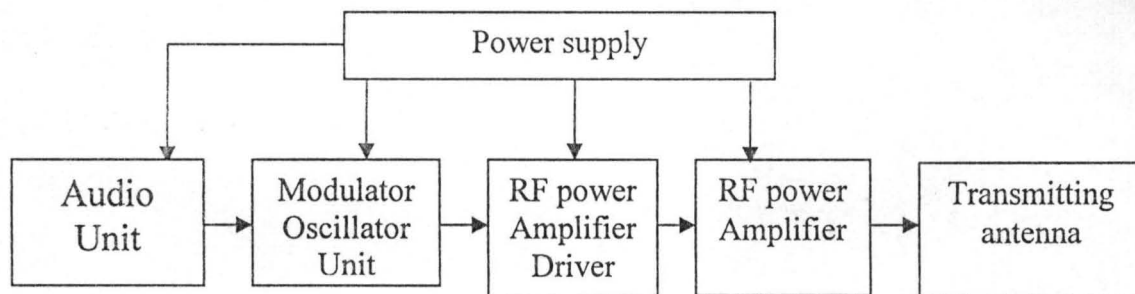 Power supply
Audio
Unit
Modulator
Oscillator
Unit
RF power
Amplifier
Driver
RF power
Amplifier
Transmitting
antenna